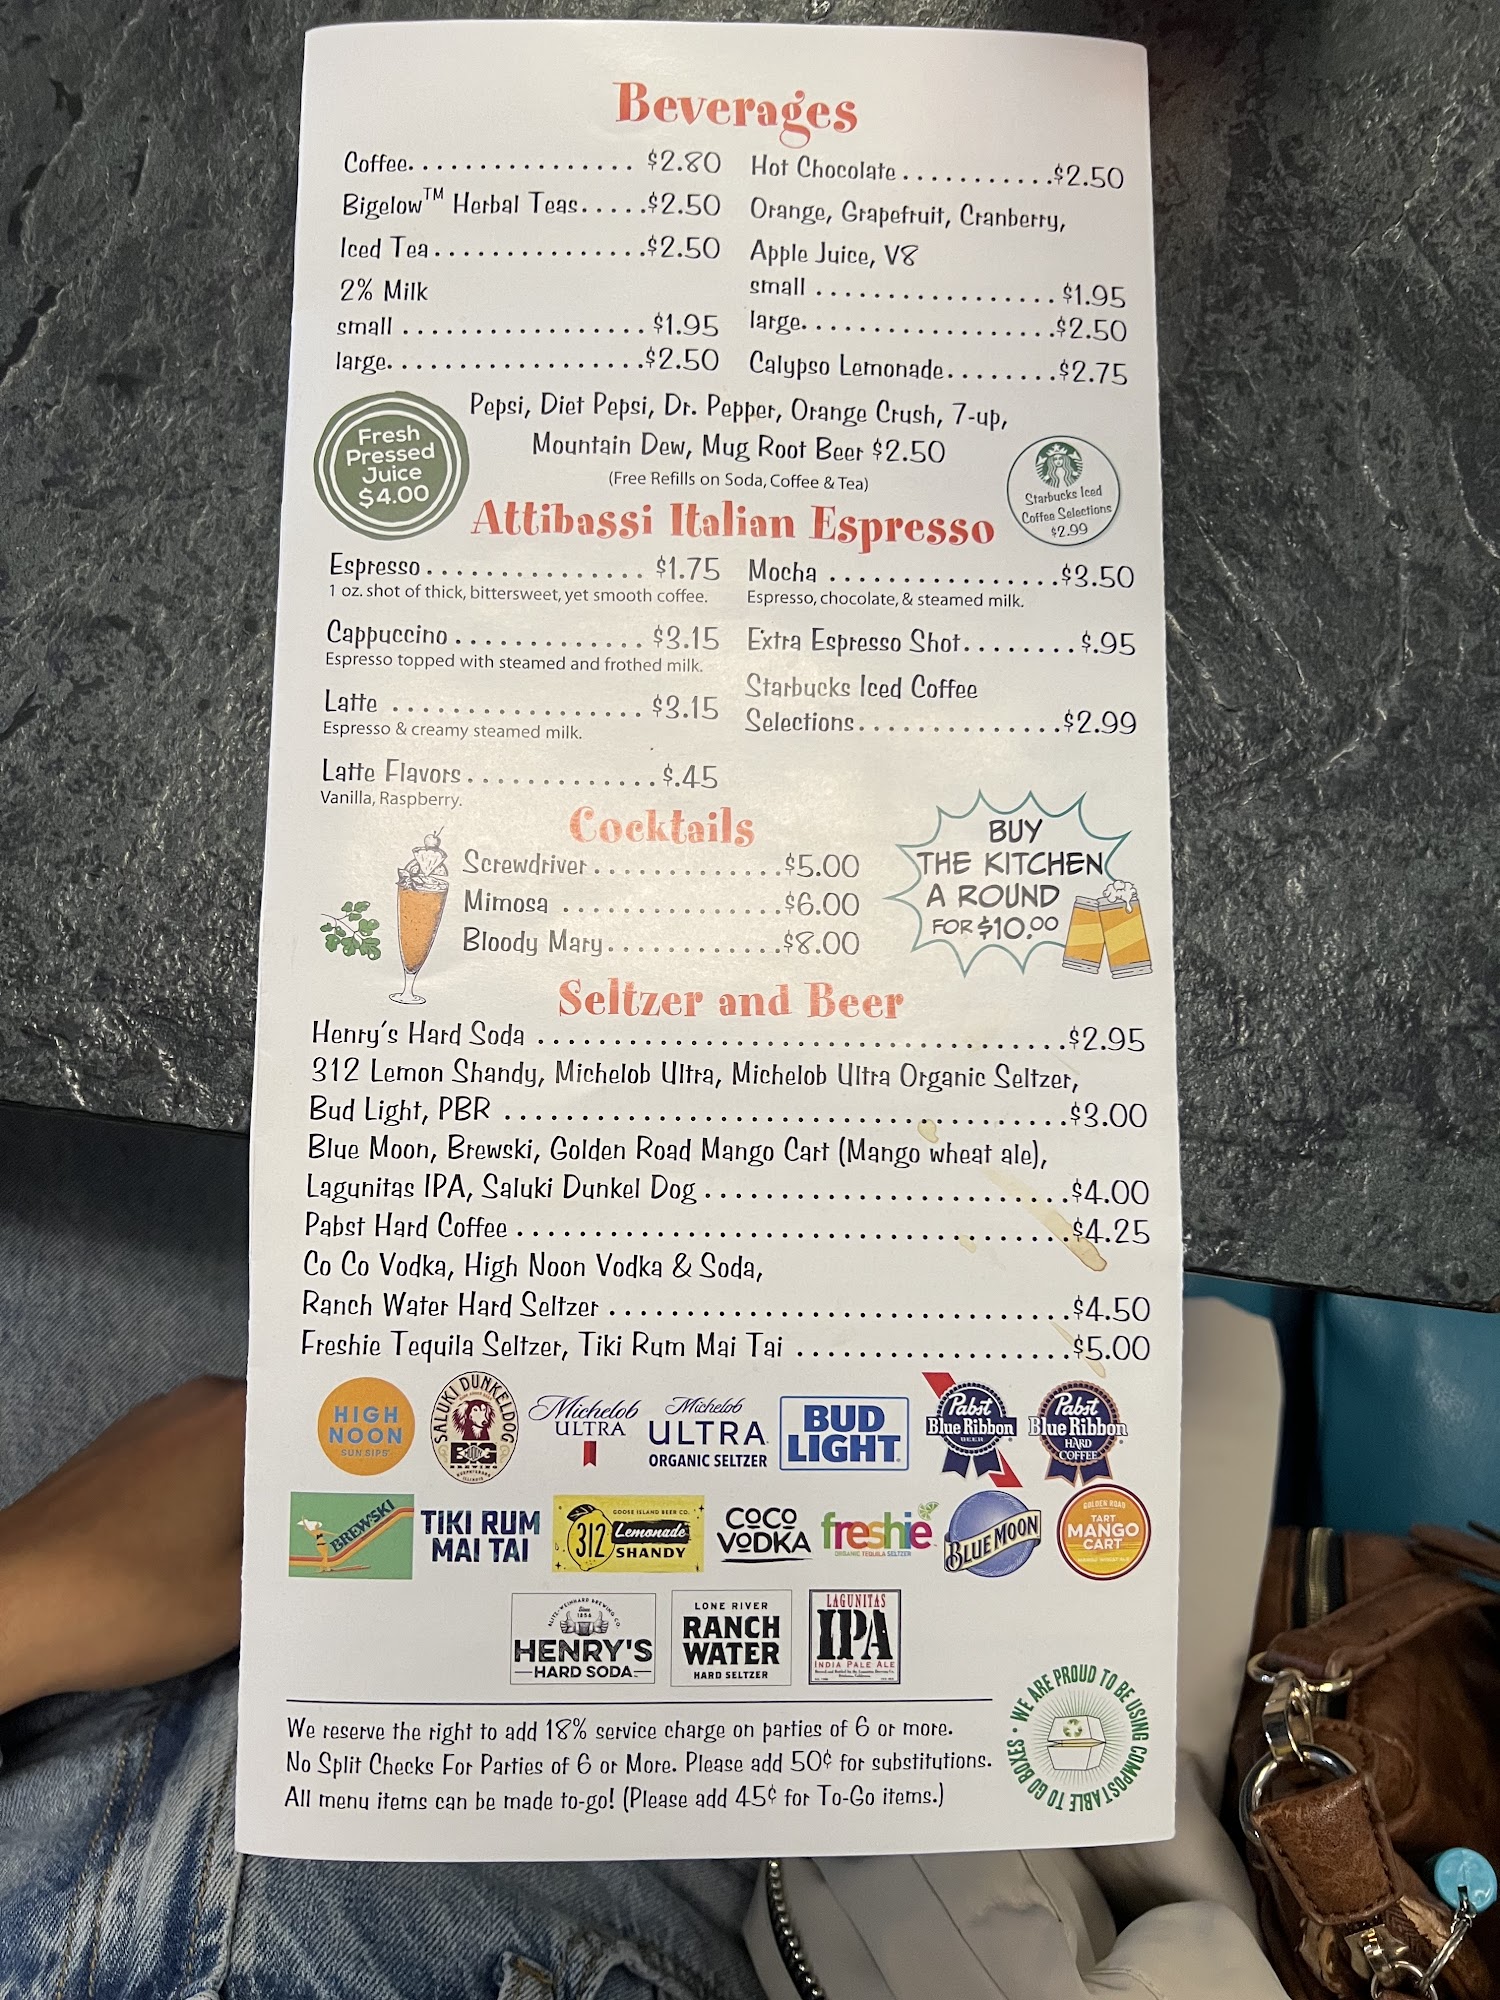 Beverages
Coffee................ $2.80
Bigelow™ Herbal Teas.....$2.50
Iced Tea...............$2.50
2% Milk
small .................$1.95
large..................$2.50
Hot Chocolate...........$2.50
Orange, Grapefruit, Cranberry,
Apple Juice, V8
small .................$1.95
large..................$2.50
Calypso Lemonade........$2.75
Pepsi, Diet Pepsi, Dr. Pepper, Orange Crush, 7-up,
Mountain Dew, Mug Root Beer $2.50
(Free Refills on Soda, Coffee & Tea)
Fresh
Pressed
Juice
$4.00
Starbucks Iced
Coffee Selections
$2.99
Attibassi Italian Espresso
Espresso............... $1.75
1 oz. shot of thick, bittersweet, yet smooth coffee.
Cappuccino............. $3.15
Espresso topped with steamed and frothed milk.
Latte ................. $3.15
Espresso & creamy steamed milk.
Latte Flavors.............$.45
Vanilla, Raspberry.
Mocha ................$3.50
Espresso, chocolate, & steamed milk.
Extra Espresso Shot........$.95
Starbucks Iced Coffee
Selections..............$2.99
Cocktails
Screwdriver.............$5.00
Mimosa ...............$6.00
Bloody Mary............$8.00
BUY
THE KITCHEN
A ROUND
FOR $10.00
Seltzer and Beer
Henry's Hard Soda ...................................$2.95
312 Lemon Shandy, Michelob Ultra, Michelob Ultra Organic Seltzer,
Bud Light, PBR .....................................$3.00
Blue Moon, Brewski, Golden Road Mango Cart (Mango wheat ale),
Lagunitas IPA, Saluki Dunkel Dog........................$4.00
Pabst Hard Coffee.....................................$4.25
Co Co Vodka, High Noon Vodka & Soda,
Ranch Water Hard Seltzer..............................$4.50
Freshie Tequila Seltzer, Tiki Rum Mai Tai ..................$5.00
HIGH
NOON
SUN SIPS
SALUKI DUNKELDOG
BIG
BREWING
Michelob
ULTRA
Michelob
ULTRA
ORGANIC SELTZER
BUD
LIGHT
Pabst
Blue Ribbon
BEER
Pabst
Blue Ribbon
HARD
COFFEE
BREWSKI
TIKI RUM
MAI TAI
GOOSE ISLAND BEER CO.
312
Lemonade
SHANDY
COCO
VODKA
freshie
ORGANIC TEQUILA SELTZER
BLUE MOON
GOLDEN ROAD
TART
MANGO
CART
Since
1856
HENRY'S
HARD SODA
LONE RIVER
RANCH
WATER
HARD SELTZER
LAGUNITAS
IPA
INDIA PALE ALE
We reserve the right to add 18% service charge on parties of 6 or more.
No Split Checks For Parties of 6 or More. Please add 50¢ for substitutions.
All menu items can be made to-go! (Please add 45¢ for To-Go items.)
WE ARE PROUD TO BE USING COMPOSTABLE TO GO BOXES •